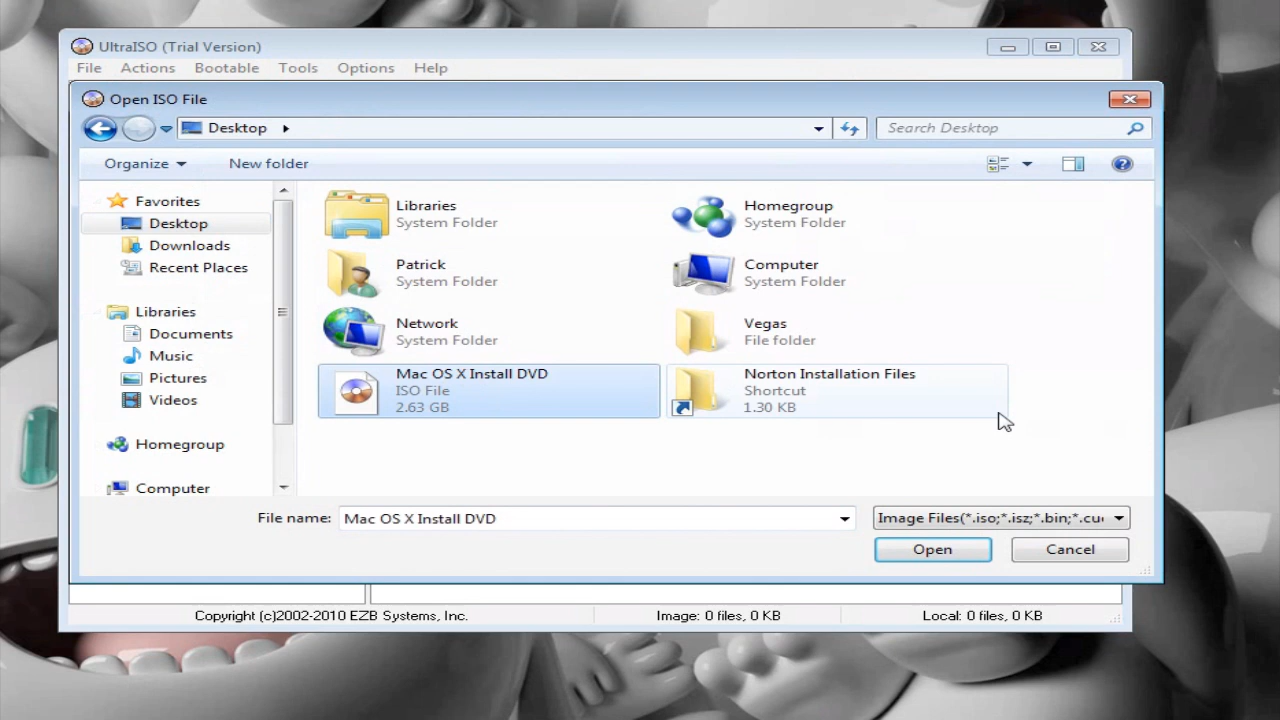 UltraISO (Trial Version)
File Actions Bootable Tools Options Help
Open ISO File
Desktop
Search Desktop
Organize New folder
Favorites
Desktop
Downloads
Recent Places
Libraries
Documents
Music
Pictures
Videos
Homegroup
Computer
Libraries
System Folder
Homegroup
System Folder
Patrick
System Folder
Computer
System Folder
Network
System Folder
Vegas
File folder
Mac OS X Install DVD
ISO File
2.63 GB
Norton Installation Files
Shortcut
1.30 KB
File name: Mac OS X Install DVD
Image Files(*.iso;*.isz;*.bin;*.cu
Open Cancel
Copyright (c)2002-2010 EZB Systems, Inc. Image: 0 files, 0 KB Local: 0 files, 0 KB